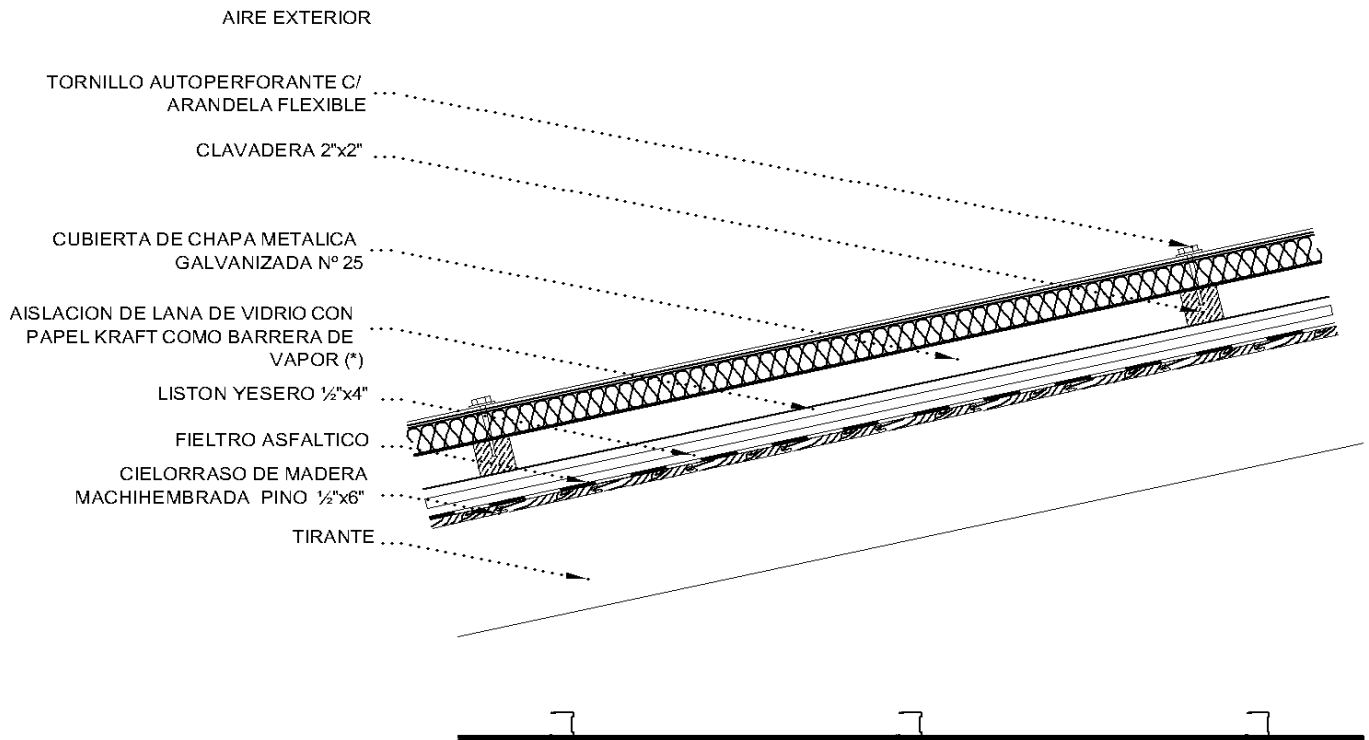 AIRE EXTERIOR
TORNILLO AUTOPERFORANTE C/
ARANDELA FLEXIBLE
CLAVADERA 2"x2"
CUBIERTA DE CHAPA METALICA
GALVANIZADA Nº 25
AISLACION DE LANA DE VIDRIO CON
PAPEL KRAFT COMO BARRERA DE
VAPOR (*)
LISTON YESERO ½"x4"
FIELTRO ASFALTICO
CIELORRASO DE MADERA
MACHIHEMBRADA PINO ½"x6"
TIRANTE